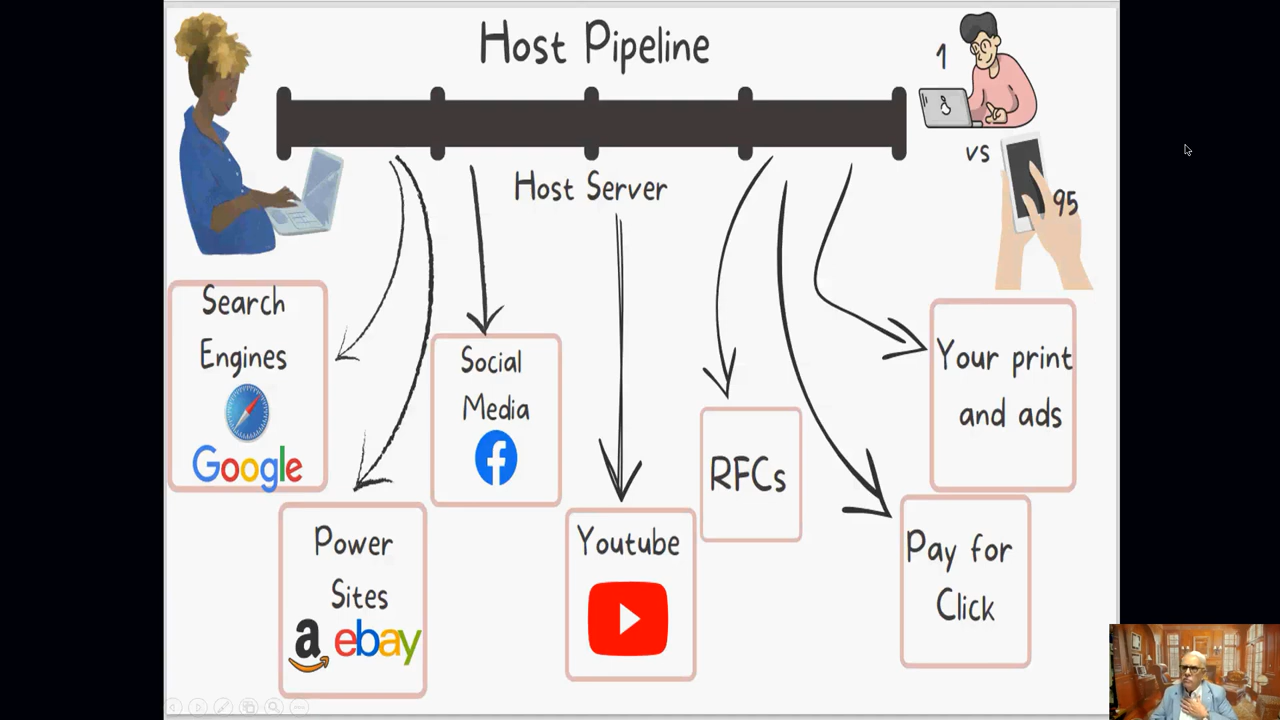 Host Pipeline
1
vs
95
Host Server
Search
Engines
Google
Power
Sites
a ebay
Social
Media
f
Youtube
RFCs
Pay for
Click
Your print
and ads